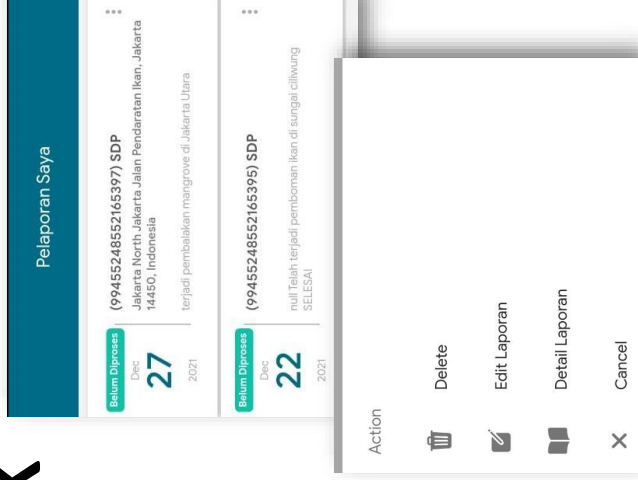 Pelaporan Saya
Belum Diproses
Dec
27
2021
(99455248552165397) SDP
Jakarta North Jakarta Jalan Pendaratan Ikan, Jakarta
14450, Indonesia
terjadi pembalakan mangrove di Jakarta Utara
Belum Diproses
Dec
22
2021
(99455248552165395) SDP
null Telah terjadi pemboman ikan di sungai ciliwung
SELESAI
Action
Delete
Edit Laporan
Detail Laporan
Cancel